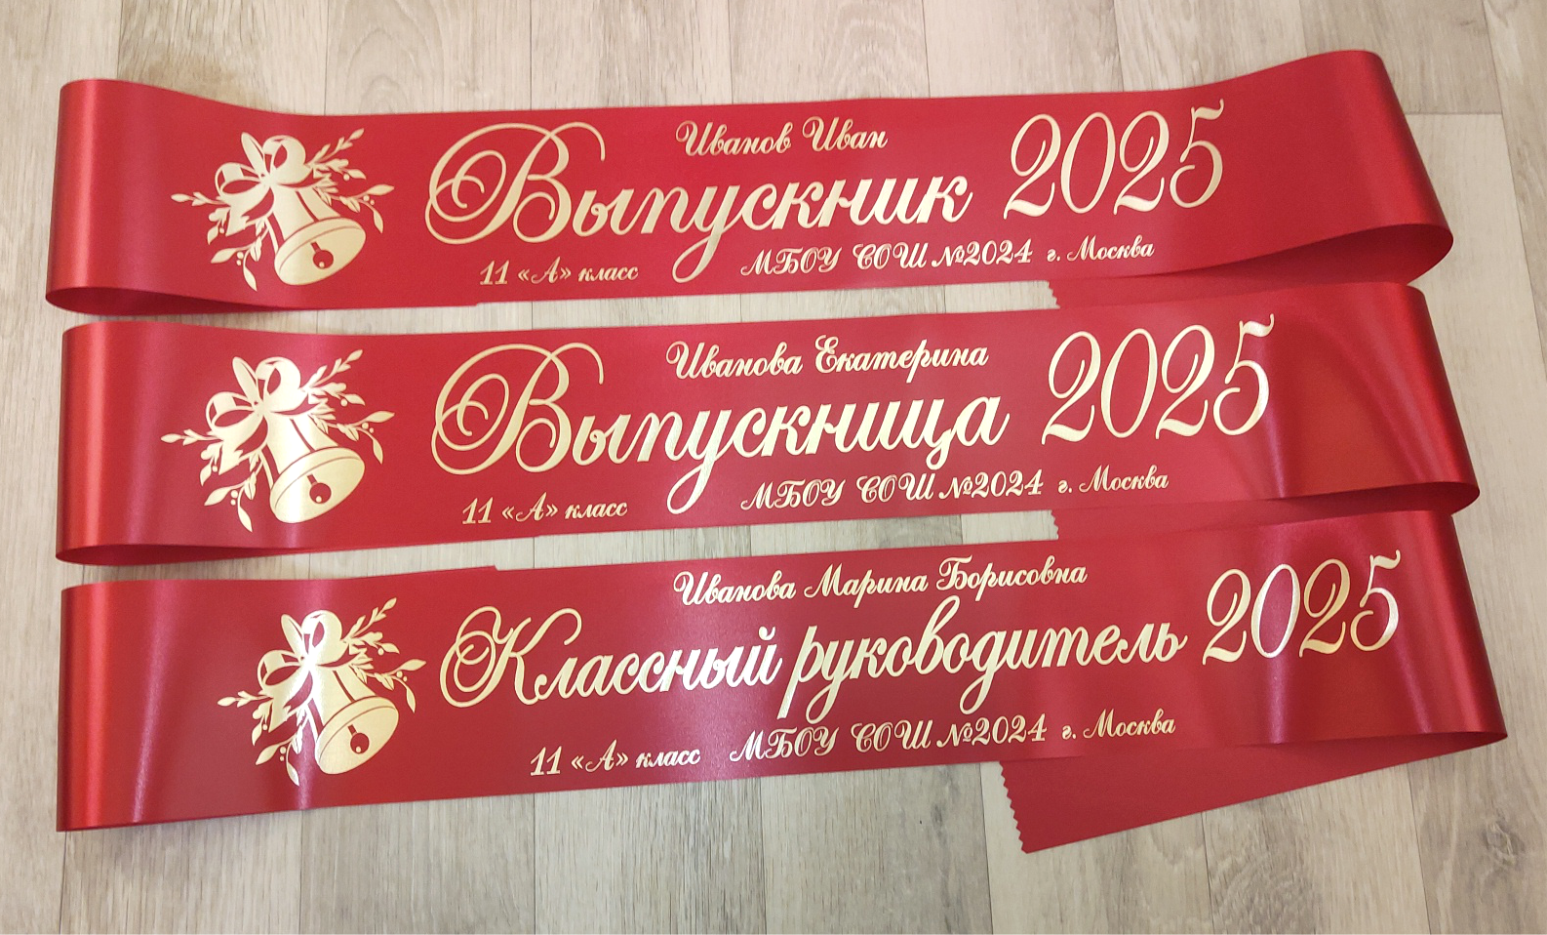 Иванов Иван
Выпускник 2025
11 «А» класс МБОУ СОШ №2024 г. Москва
Иванова Екатерина
Выпускница 2025
11 «А» класс МБОУ СОШ №2024 г. Москва
Иванова Марина Борисовна
Классный руководитель 2025
11 «А» класс МБОУ СОШ №2024 г. Москва